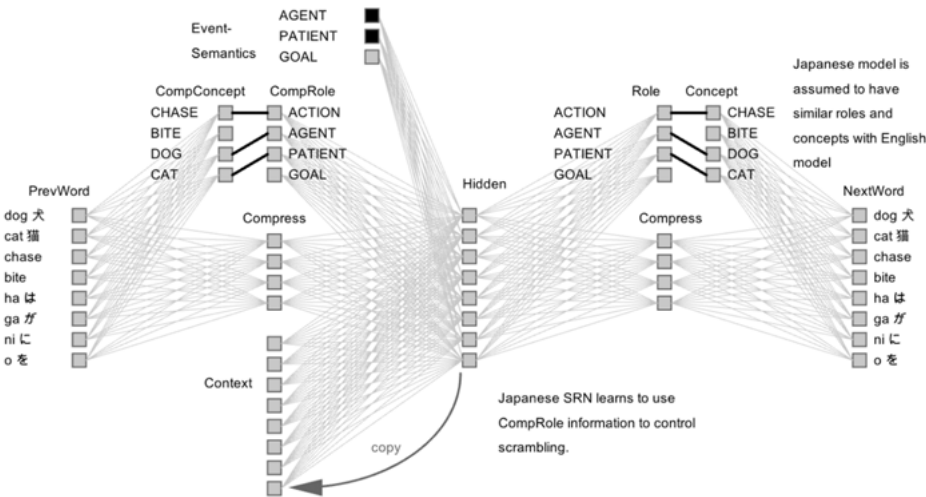 Event-
Semantics
AGENT
PATIENT
GOAL
CompConcept
CHASE
BITE
DOG
CAT
CompRole
ACTION
AGENT
PATIENT
GOAL
PrevWord
dog 犬
cat 猫
chase
bite
ha は
ga が
ni に
o を
Compress
Context
copy
Hidden
Role
ACTION
AGENT
PATIENT
GOAL
Concept
CHASE
BITE
DOG
CAT
Compress
Japanese model is
assumed to have
similar roles and
concepts with English
model
NextWord
dog 犬
cat 猫
chase
bite
ha は
ga が
ni に
o を
Japanese SRN learns to use
CompRole information to control
scrambling.